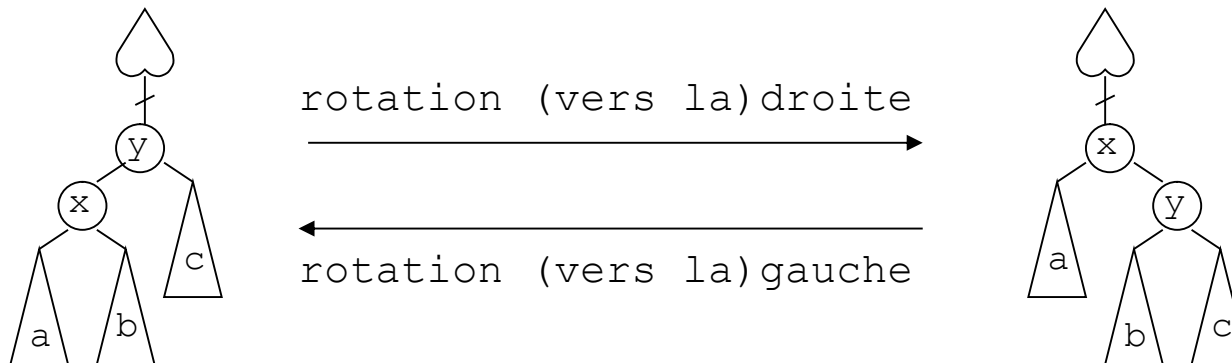 rotation (vers la)droite
y
x
x
y
c
a
rotation (vers la)gauche
a
b
b
c